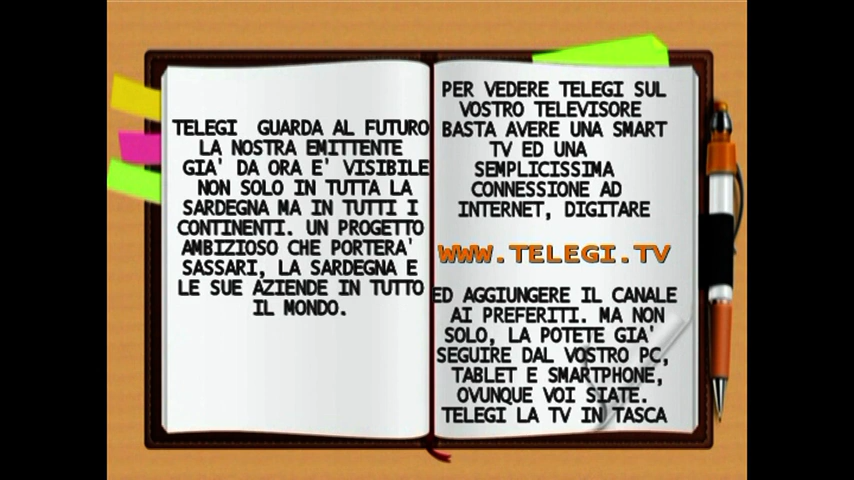 TELEGI GUARDA AL FUTURO
LA NOSTRA EMITTENTE
GIA' DA ORA E' VISIBILE
NON SOLO IN TUTTA LA
SARDEGNA MA IN TUTTI I
CONTINENTI. UN PROGETTO
AMBIZIOSO CHE PORTERA'
SASSARI, LA SARDEGNA E
LE SUE AZIENDE IN TUTTO
IL MONDO.
PER VEDERE TELEGI SUL
VOSTRO TELEVISORE
BASTA AVERE UNA SMART
TV ED UNA
SEMPLICISSIMA
CONNESSIONE AD
INTERNET, DIGITARE
WWW.TELEGI.TV
ED AGGIUNGERE IL CANALE
AI PREFERITI. MA NON
SOLO, LA POTETE GIA'
SEGUIRE DAL VOSTRO PC,
TABLET E SMARTPHONE,
OVUNQUE VOI SIATE.
TELEGI LA TV IN TASCA